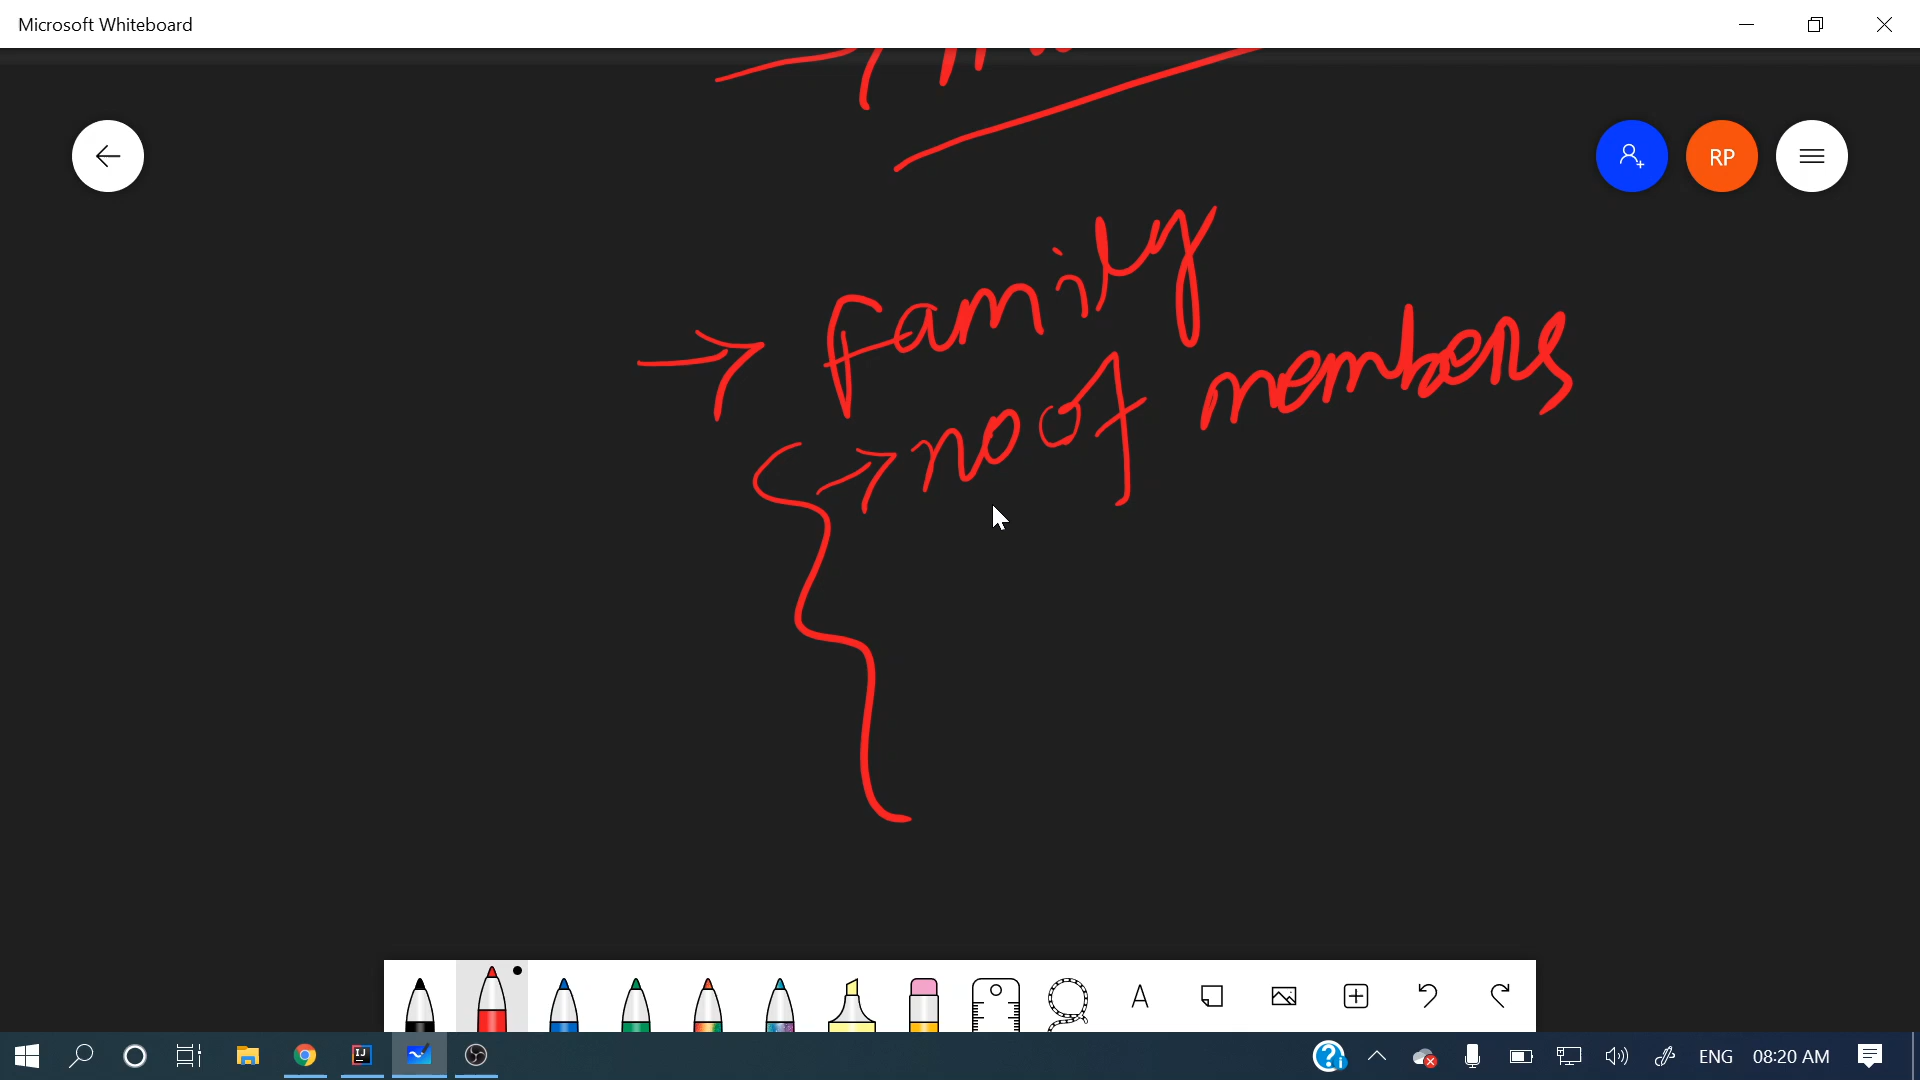 Microsoft Whiteboard
RP
→ family
→ no of members
A
ENG 08:20 AM